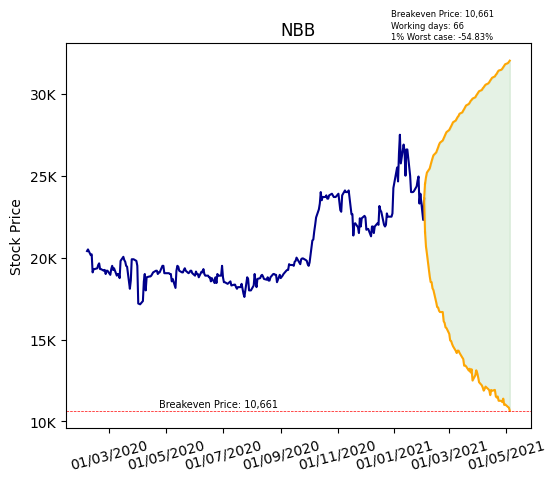 Breakeven Price: 10,661
Working days: 66
1% Worst case: -54.83%
NBB
Stock Price
30K
25K
20K
15K
10K
Breakeven Price: 10,661
01/03/2020
01/05/2020
01/07/2020
01/09/2020
01/11/2020
01/01/2021
01/03/2021
01/05/2021